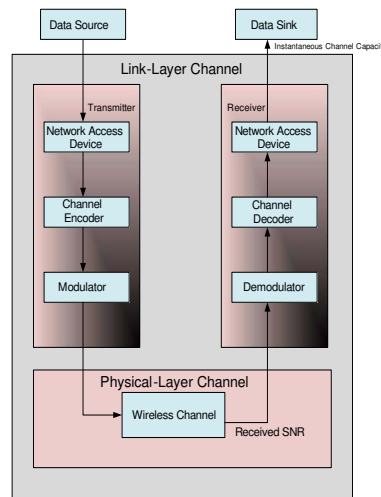 Data Source
Data Sink
Instantaneous Channel Capacit
Link-Layer Channel
Transmitter
Receiver
Network Access
Device
Network Access
Device
Channel
Encoder
Channel
Decoder
Modulator
Demodulator
Physical-Layer Channel
Wireless Channel
Received SNR